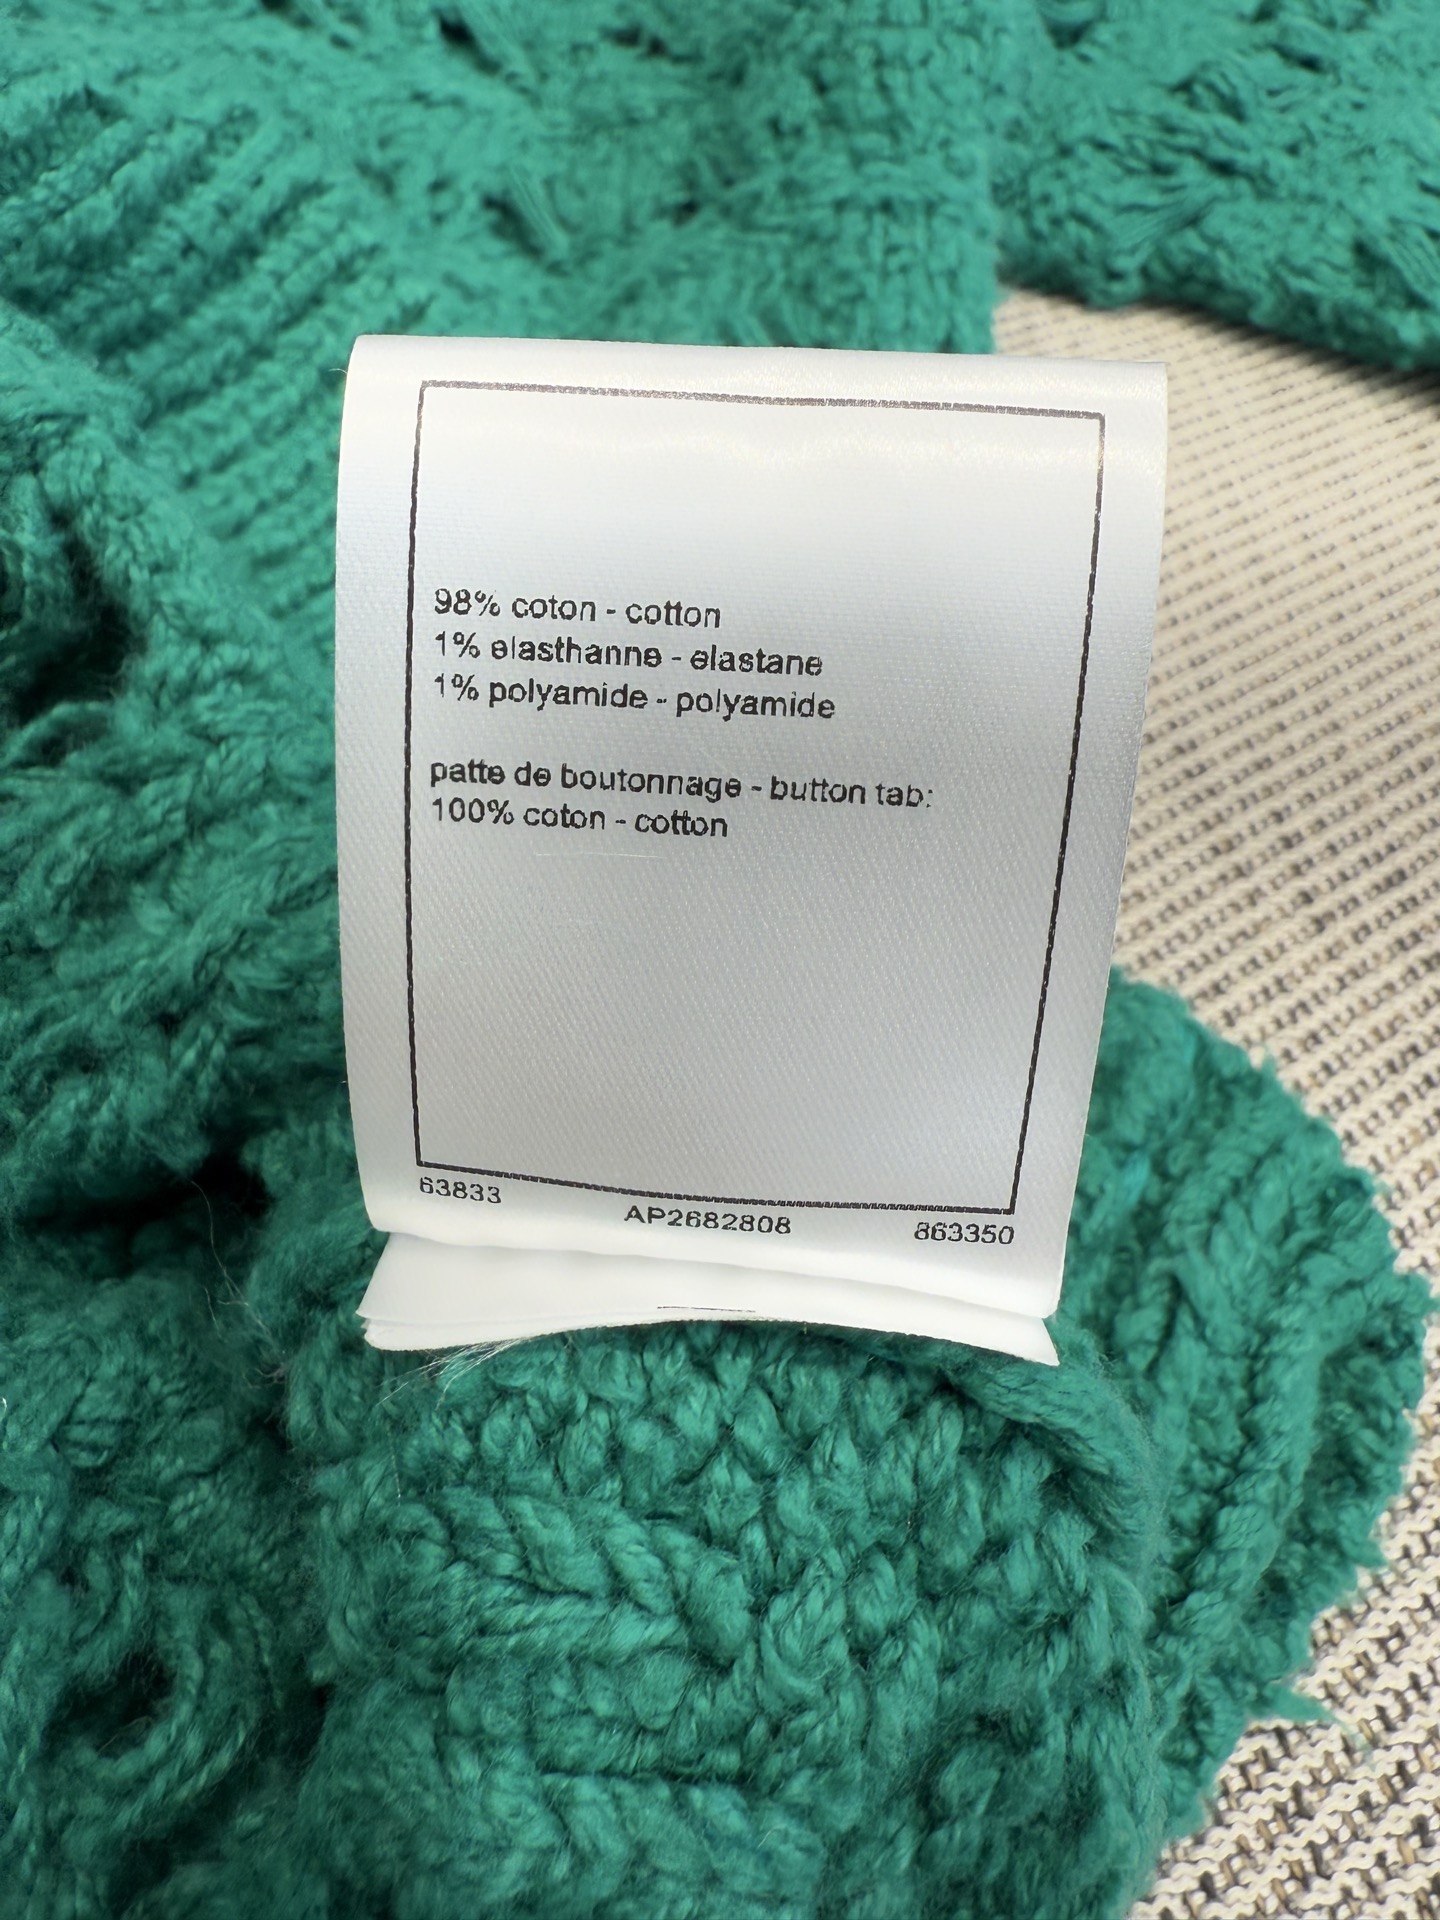 98% coton - cotton
1% elasthanne - elastane
1% polyamide - polyamide
patte de boutonnage - button tab:
100% coton - cotton
63833
AP2682808
863350